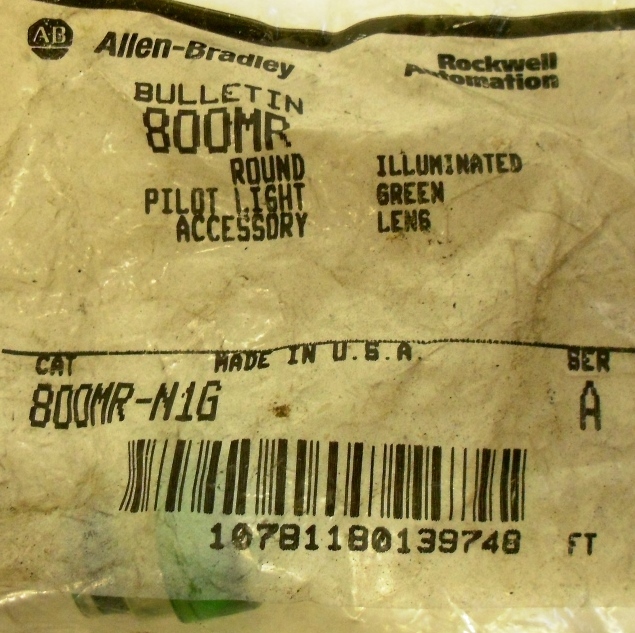 AB Allen-Bradley
Rockwell Automation
BULLETIN
800MR
ROUND ILLUMINATED
PILOT LIGHT GREEN
ACCESSORY LENS
CAT MADE IN U.S.A. SER
800MR-N1G A
10781180139748 FT